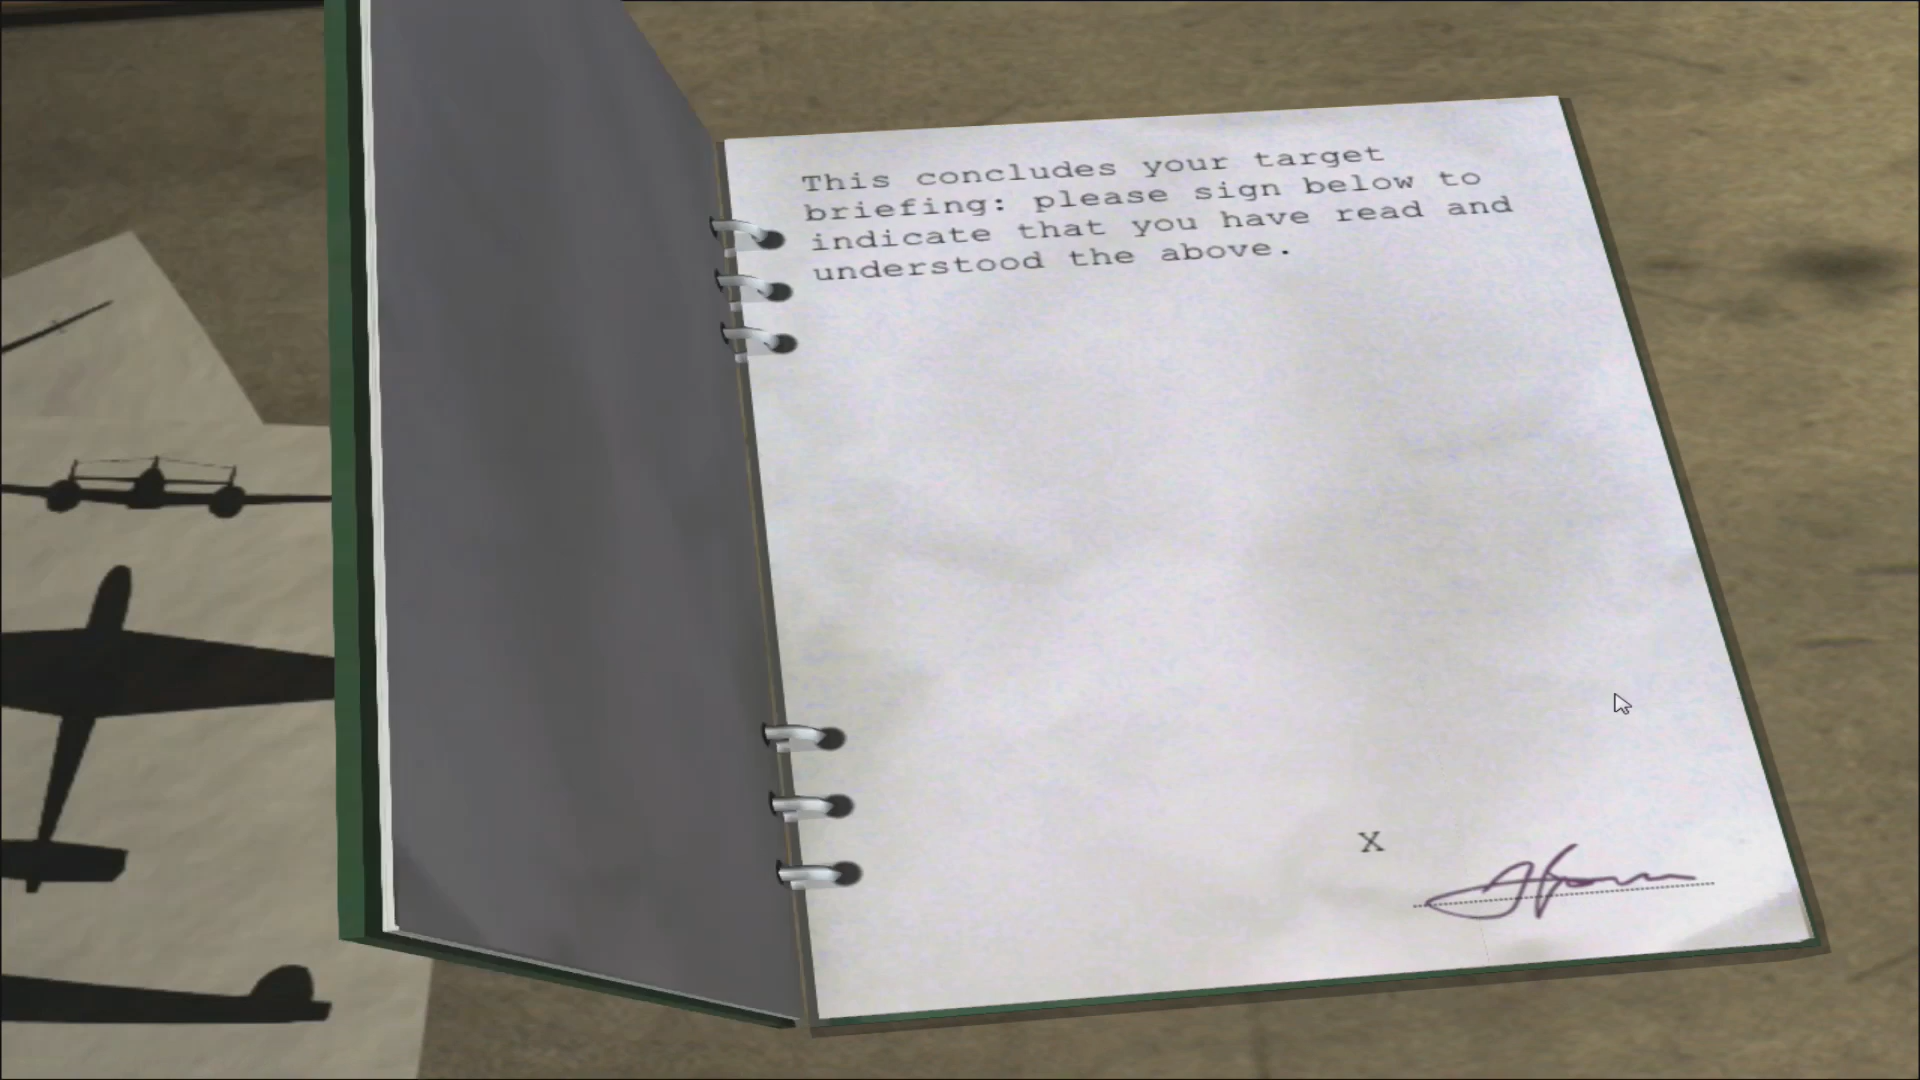 This concludes your target
briefing: please sign below to
indicate that you have read and
understood the above.
X